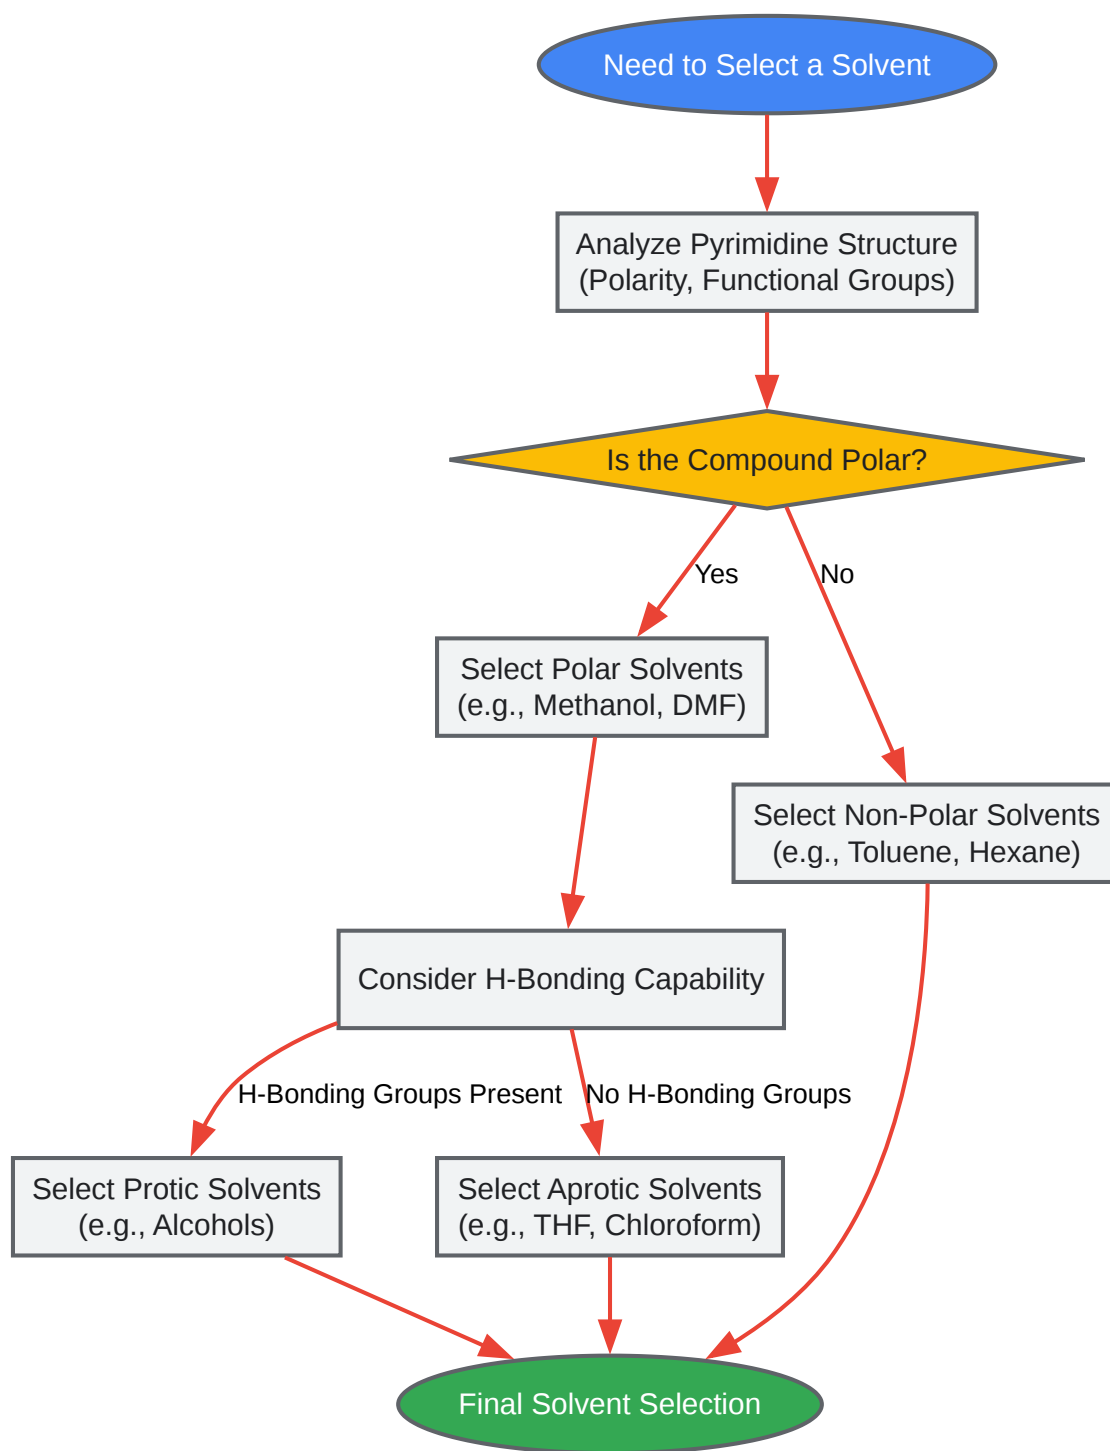 Need to Select a Solvent
Analyze Pyrimidine Structure
(Polarity, Functional Groups)
Is the Compound Polar?
Yes
No
Select Polar Solvents
(e.g., Methanol, DMF)
Select Non-Polar Solvents
(e.g., Toluene, Hexane)
Consider H-Bonding Capability
H-Bonding Groups Present
No H-Bonding Groups
Select Protic Solvents
(e.g., Alcohols)
Select Aprotic Solvents
(e.g., THF, Chloroform)
Final Solvent Selection